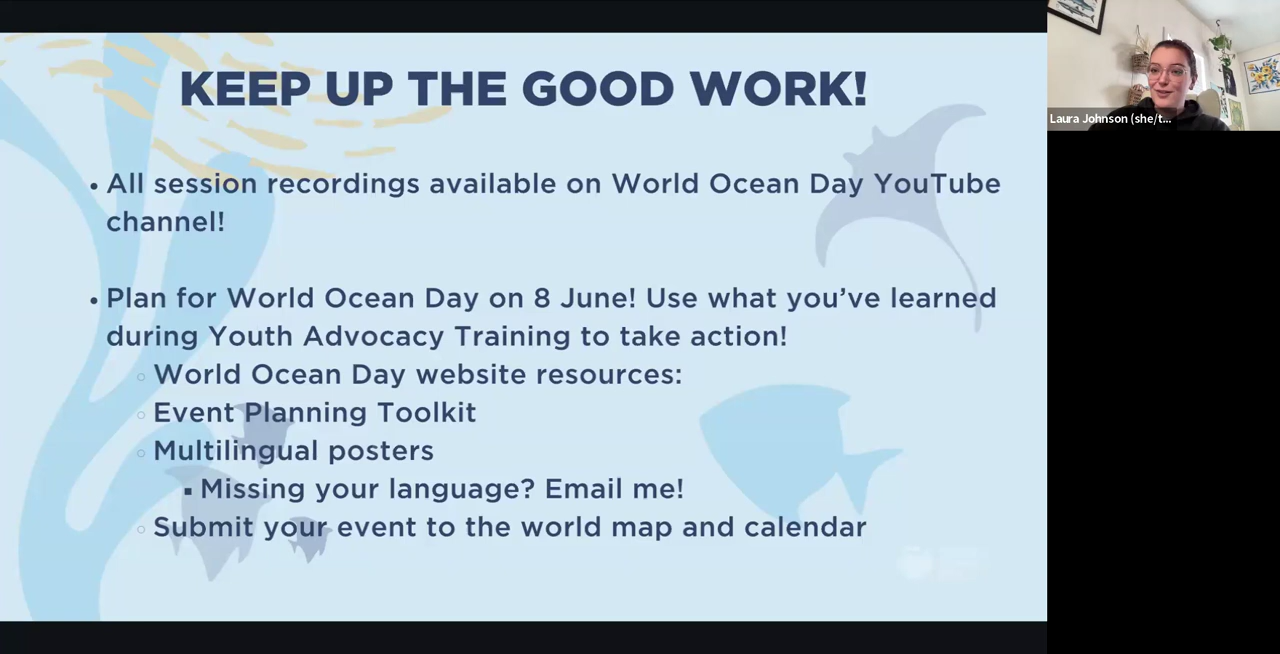 KEEP UP THE GOOD WORK!
• All session recordings available on World Ocean Day YouTube
channel!
• Plan for World Ocean Day on 8 June! Use what you’ve learned
during Youth Advocacy Training to take action!
◦ World Ocean Day website resources:
◦ Event Planning Toolkit
◦ Multilingual posters
▪ Missing your language? Email me!
◦ Submit your event to the world map and calendar
Laura Johnson (she/t...